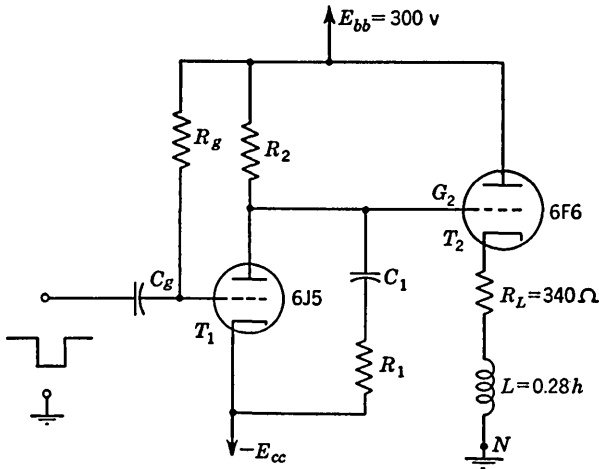 E_bb = 300 v
R_g
R_2
G_2
6F6
T_2
C_g
6J5
C_1
R_L = 340 Ω
T_1
R_1
L = 0.28 h
−E_cc
N